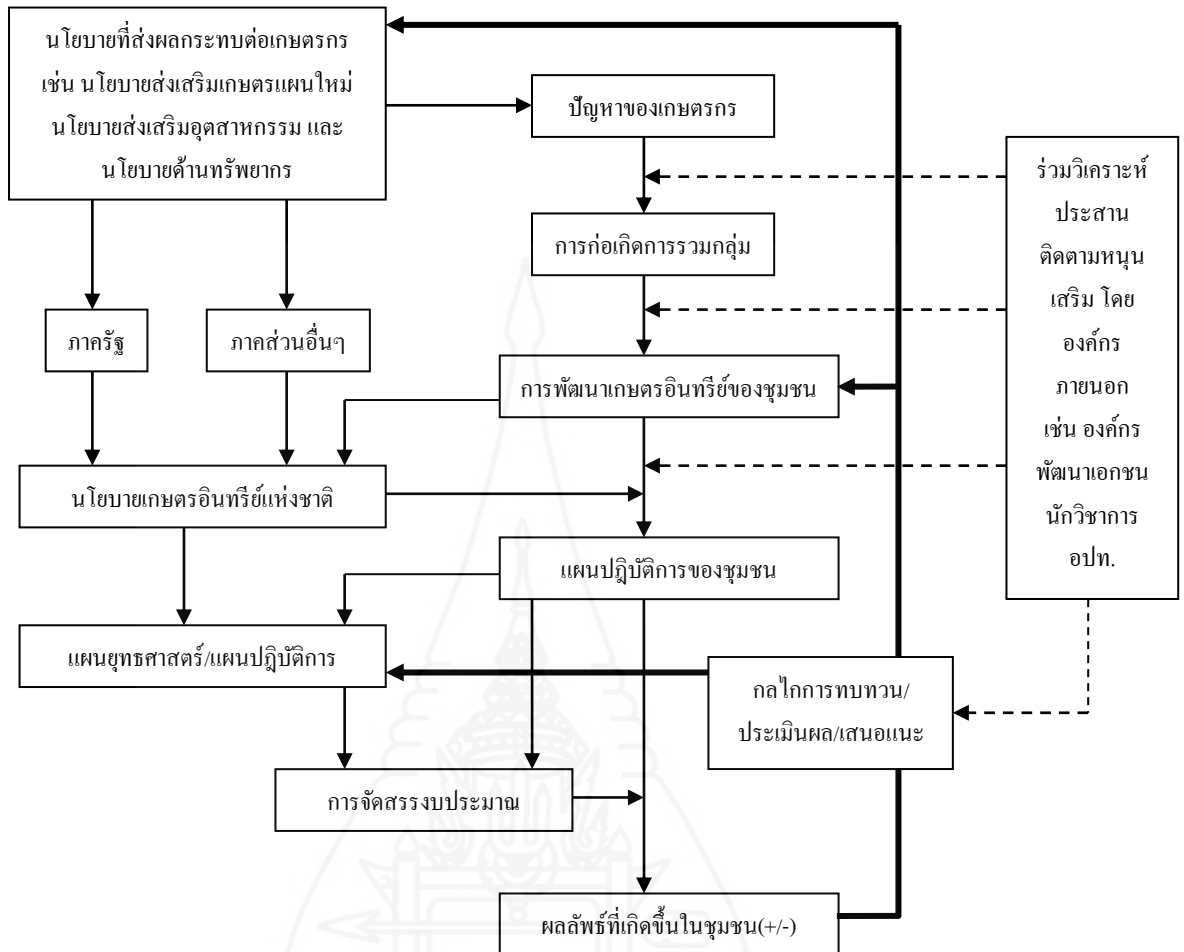 นโยบายที่ส่งผลกระทบต่อเกษตรกร
เช่น นโยบายส่งเสริมเกษตรแผนใหม่
นโยบายส่งเสริมอุตสาหกรรม และ
นโยบายด้านทรัพยากร
ปัญหาของเกษตรกร
ร่วมวิเคราะห์
ประสาน
ติดตามหนุน
เสริม โดย
องค์กร
ภายนอก
เช่น องค์กร
พัฒนาเอกชน
นักวิชาการ
อปท.
การก่อเกิดการรวมกลุ่ม
ภาครัฐ
ภาคส่วนอื่นๆ
การพัฒนาเกษตรอินทรีย์ของชุมชน
นโยบายเกษตรอินทรีย์แห่งชาติ
แผนปฎิบัติการของชุมชน
แผนยุทธศาสตร์/แผนปฎิบัติการ
กลไกการทบทวน/
ประเมินผล/เสนอแนะ
การจัดสรรงบประมาณ
ผลลัพธ์ที่เกิดขึ้นในชุมชน(+/-)